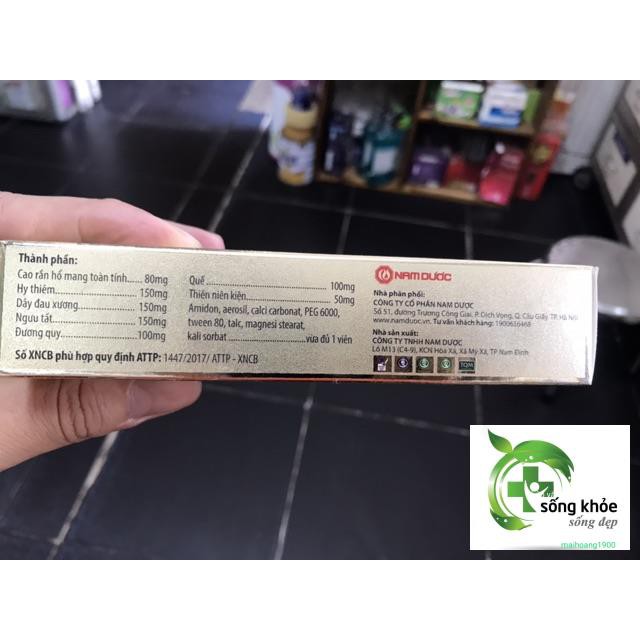 Thành phần:
Cao rắn hổ mang toàn tính.....80mg
Hy thiêm..............................150mg
Dây đau xương....................150mg
Ngưu tất..............................150mg
Đương quy..........................100mg
Quế.....................................100mg
Thiên niên kiện......................50mg
Amidon, aerosil, calci carbonat, PEG 6000,
tween 80, talc, magnesi stearat,
kali sorbat..........................vừa đủ 1 viên
Số XNCB phù hợp quy định ATTP: 1447/2017/ ATTP - XNCB
NAM DƯỢC
Nhà phân phối:
CÔNG TY CỔ PHẦN NAM DƯỢC
Số 51, đường Trương Công Giai, P. Dịch Vọng, Q. Cầu Giấy, TP. Hà Nội
www.namduoc.vn. Tư vấn khách hàng: 1900636468
Nhà sản xuất:
CÔNG TY TNHH NAM DƯỢC
Lô M13 (C4-9), KCN Hòa Xá, Xã Mỹ Xá, TP Nam Định
TQM
sống khỏe
sống đẹp
maihoang1900